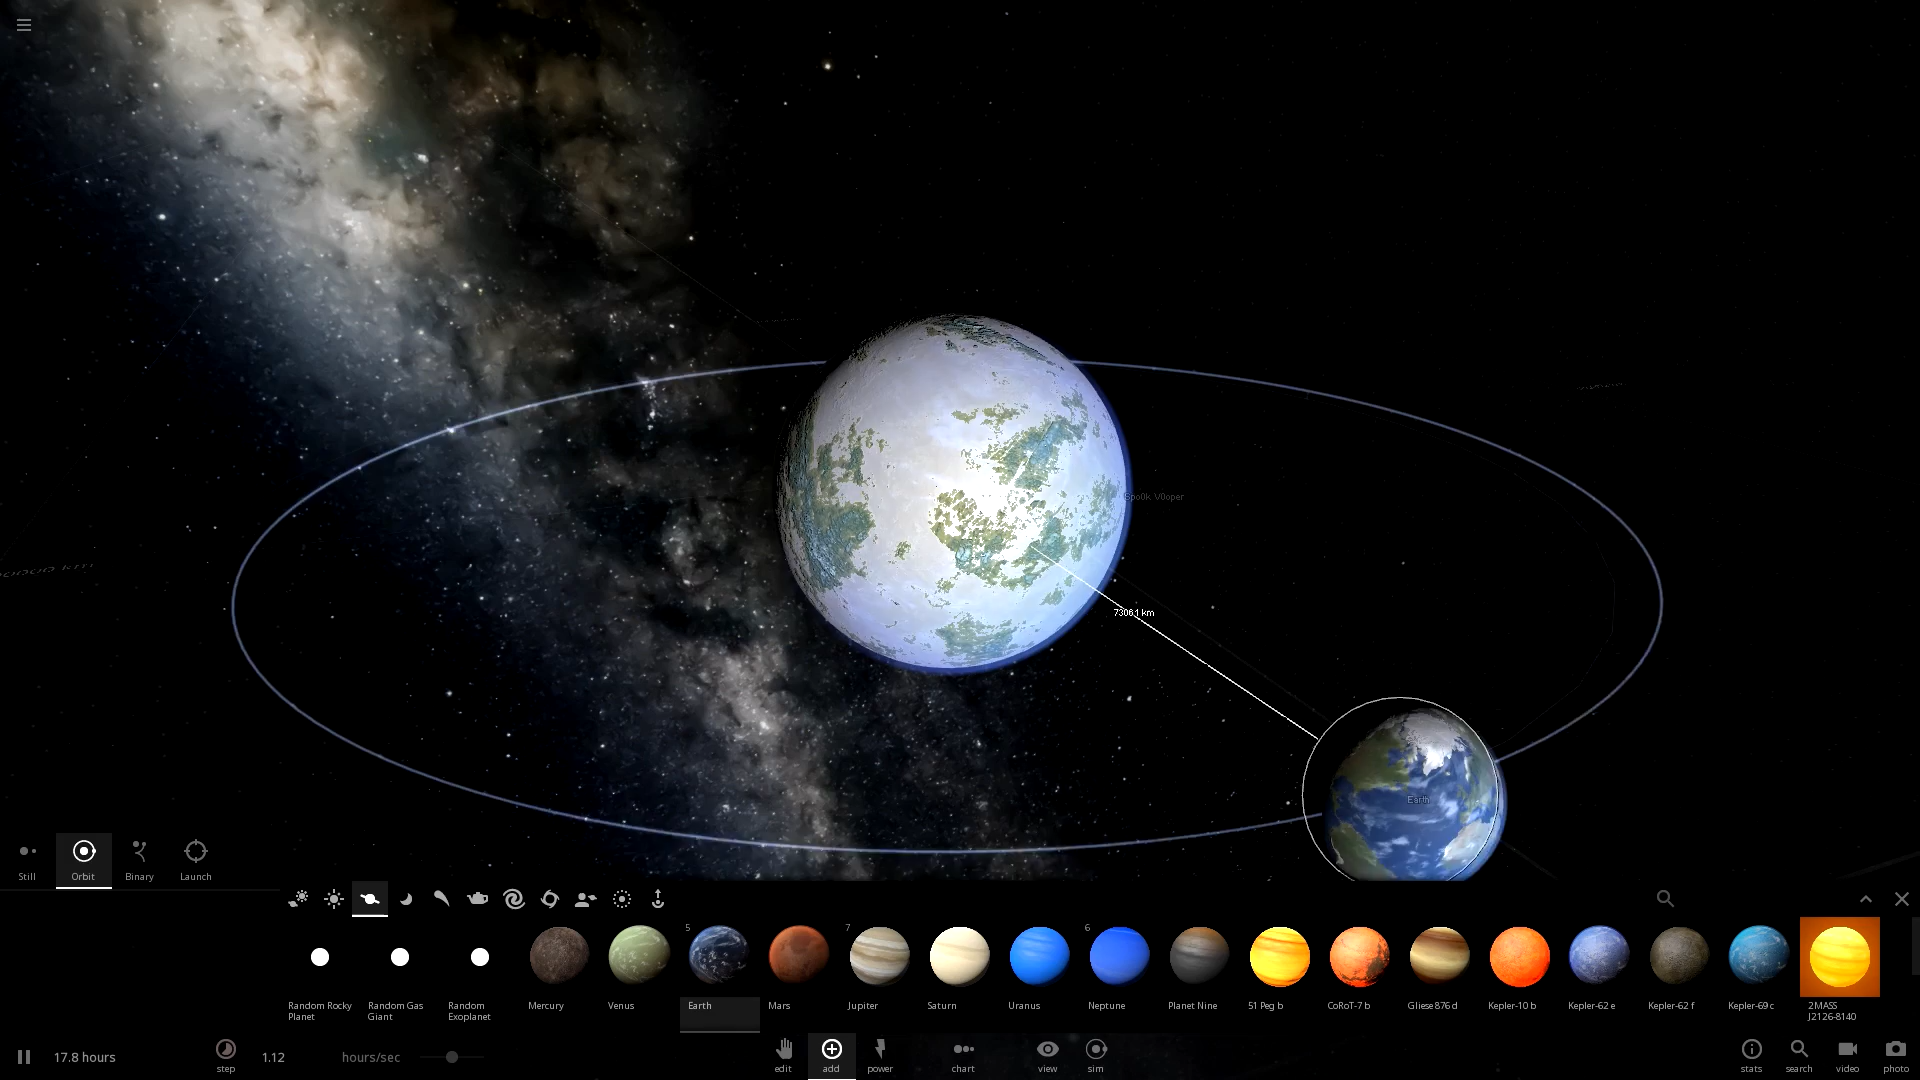 Spo0k V0oper
73061 km
Earth
Still
Orbit
Binary
Launch
5
7
6
Random Rocky
Planet
Random Gas
Giant
Random
Exoplanet
Mercury
Venus
Earth
Mars
Jupiter
Saturn
Uranus
Neptune
Planet Nine
51 Peg b
CoRoT-7 b
Gliese 876 d
Kepler-10 b
Kepler-62 e
Kepler-62 f
Kepler-69 c
2MASS
J2126-8140
17.8 hours
step
1.12
hours/sec
edit
add
power
chart
view
sim
stats
search
video
photo